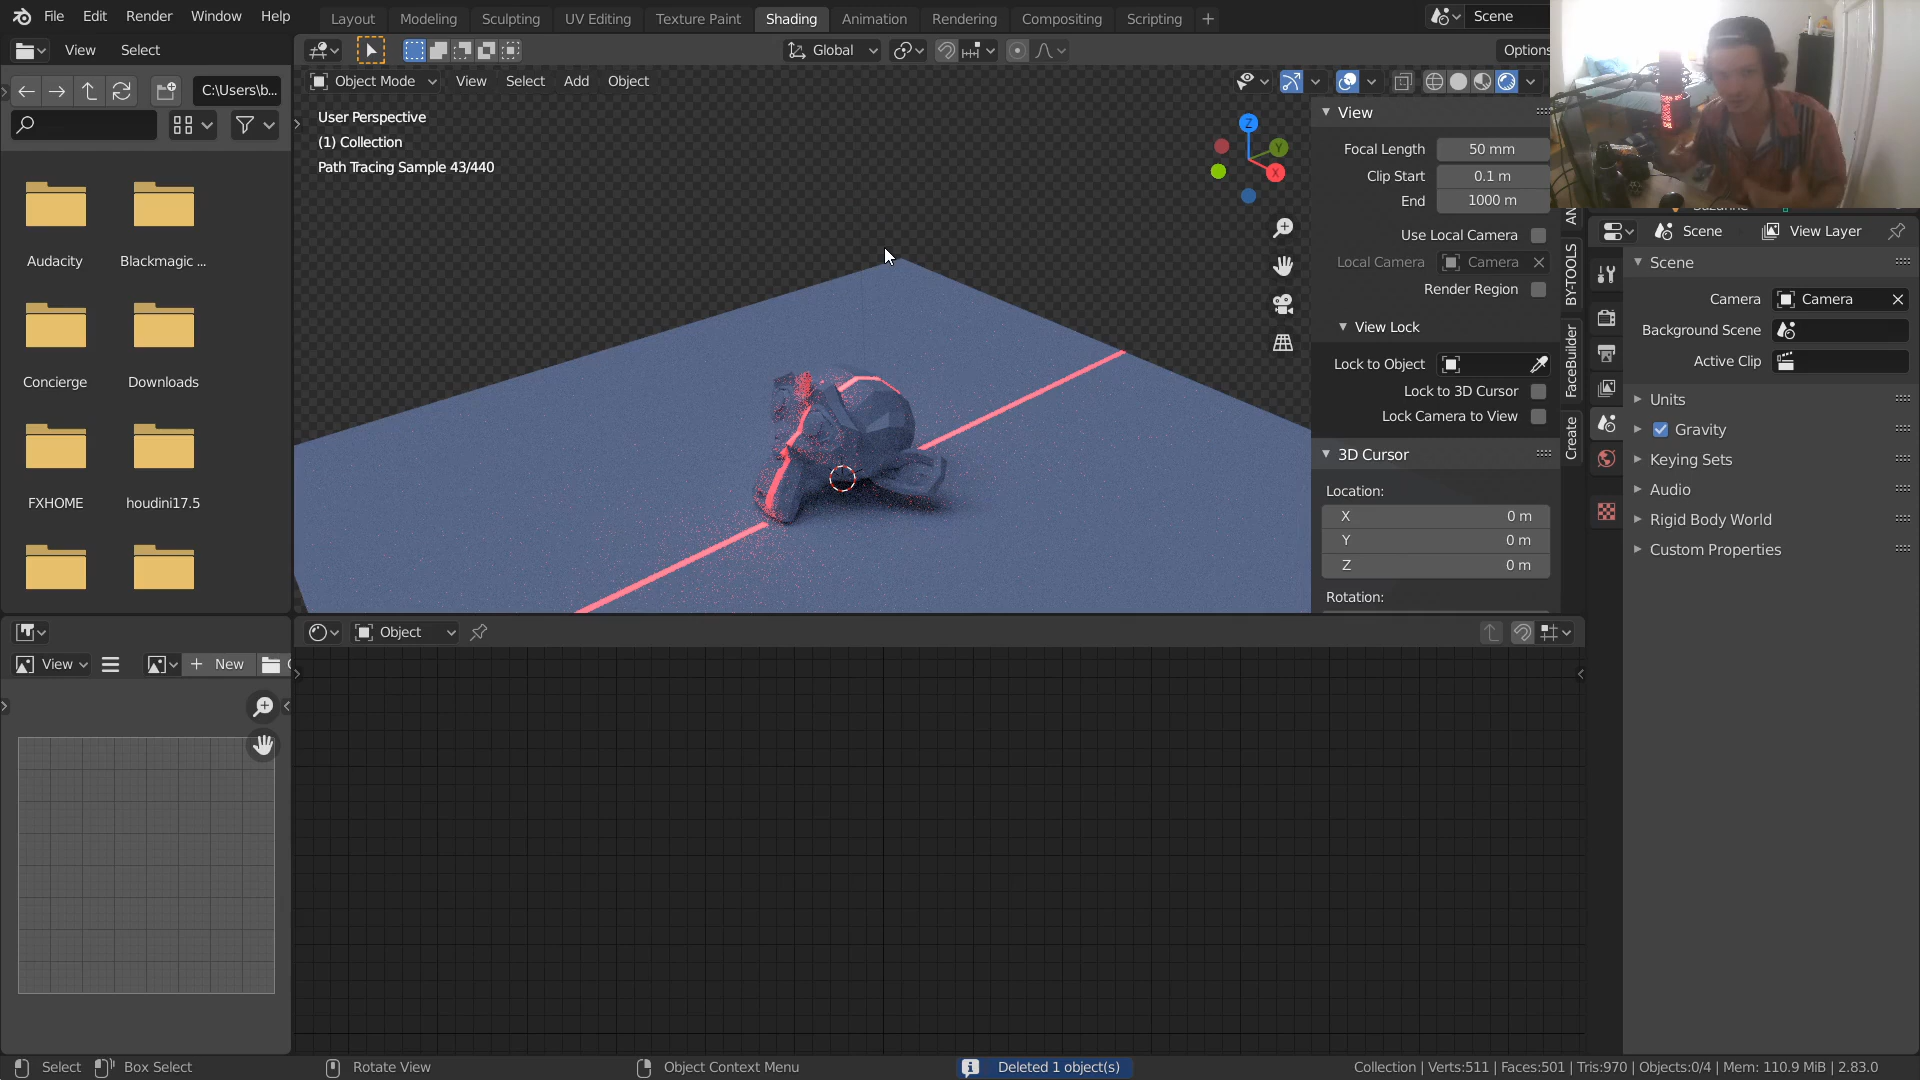 File Edit Render Window Help
Layout Modeling Sculpting UV Editing Texture Paint Shading Animation Rendering Compositing Scripting +
Scene
View Select
Global
Options
C:\Users\b...
Object Mode View Select Add Object
User Perspective
(1) Collection
Path Tracing Sample 43/440
Z
Y
X
Audacity Blackmagic ...
Concierge Downloads
FXHOME houdini17.5
View
Focal Length 50 mm
Clip Start 0.1 m
End 1000 m
Use Local Camera
Local Camera Camera
Render Region
View Lock
Lock to Object
Lock to 3D Cursor
Lock Camera to View
3D Cursor
Location:
X 0 m
Y 0 m
Z 0 m
Rotation:
AN
BY-TOOLS
FaceBuilder
Create
Scene View Layer
Scene
Camera Camera
Background Scene
Active Clip
Units
Gravity
Keying Sets
Audio
Rigid Body World
Custom Properties
View + New
Object
Select Box Select Rotate View Object Context Menu
Deleted 1 object(s)
Collection | Verts:511 | Faces:501 | Tris:970 | Objects:0/4 | Mem: 110.9 MiB | 2.83.0